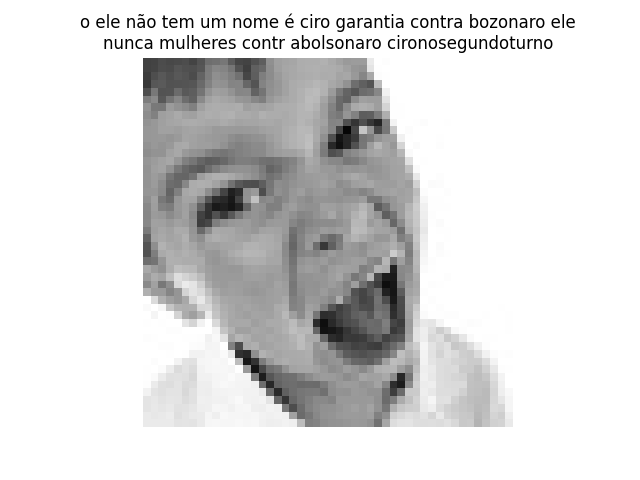 o ele não tem um nome é ciro garantia contra bozonaro ele
nunca mulheres contr abolsonaro cironosegundoturno